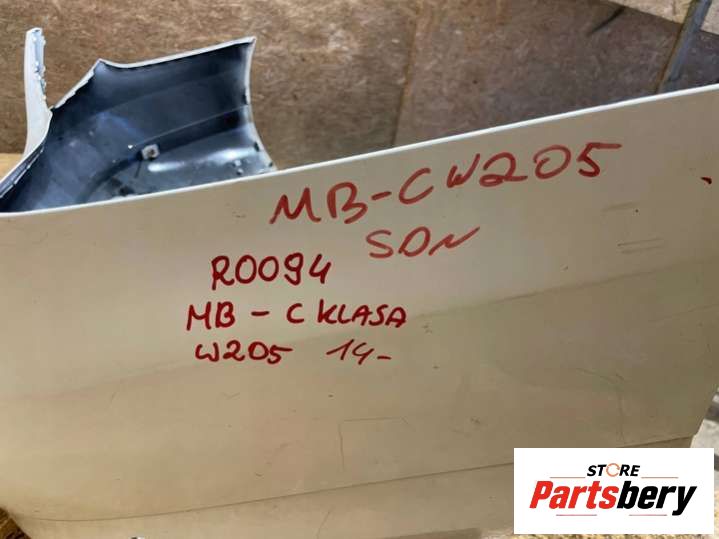 MB-CW205
SDN
R0094
MB - C KLASA
W205 14-
STORE
Partsbery